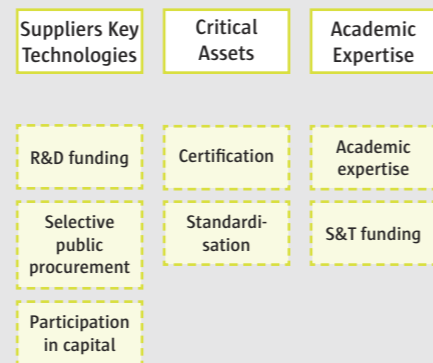 Suppliers Key
Technologies
Critical
Assets
Academic
Expertise
R&D funding
Certification
Academic
expertise
Selective
public
procurement
Standardi-
sation
S&T funding
Participation
in capital